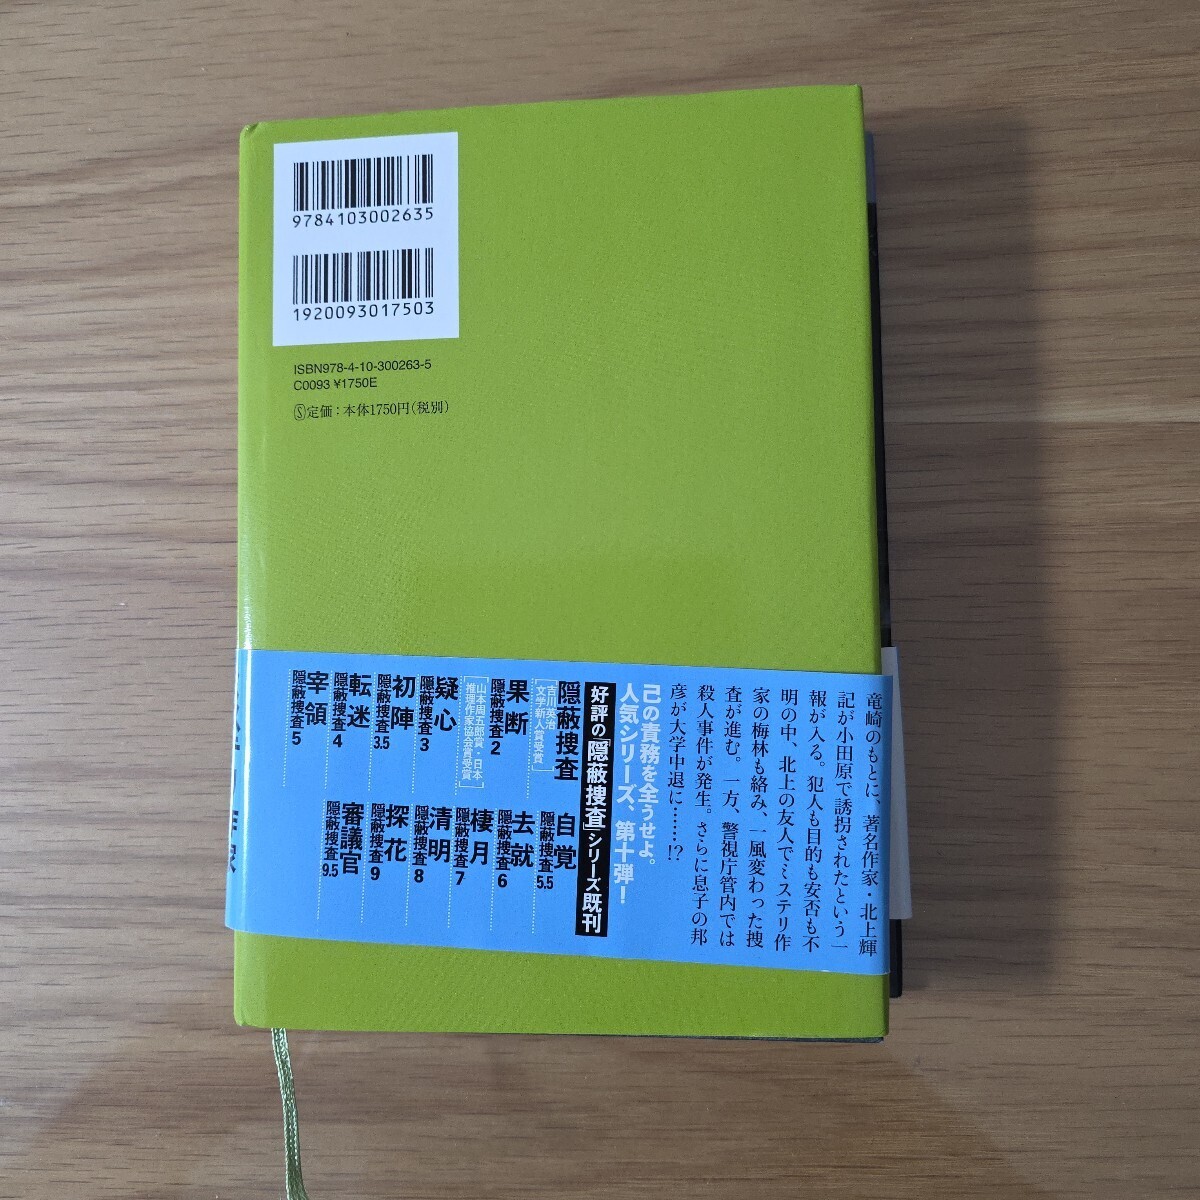 9784103002635
1920093017503
ISBN978-4-10-300263-5
C0093 ¥1750E
Ⓢ定価：本体1750円（税別）
竜崎のもとに、著名作家・北上輝
記が小田原で誘拐されたという一
報が入る。犯人も目的も安否も不
明の中、北上の友人でミステリ作
家の梅林も絡み、一風変わった捜
査が進む。一方、警視庁管内では
殺人事件が発生。さらに息子の邦
彦が大学中退に……!?
己の責務を全うせよ。
人気シリーズ、第十弾！
好評の「隠蔽捜査」シリーズ既刊
隠蔽捜査
［吉川英治
文学新人賞受賞］
果断
隠蔽捜査2
［山本周五郎賞・日本
推理作家協会賞受賞］
疑心
隠蔽捜査3
初陣
隠蔽捜査3.5
転迷
隠蔽捜査4
宰領
隠蔽捜査5
自覚
隠蔽捜査5.5
去就
隠蔽捜査6
棲月
隠蔽捜査7
清明
隠蔽捜査8
探花
隠蔽捜査9
審議官
隠蔽捜査9.5